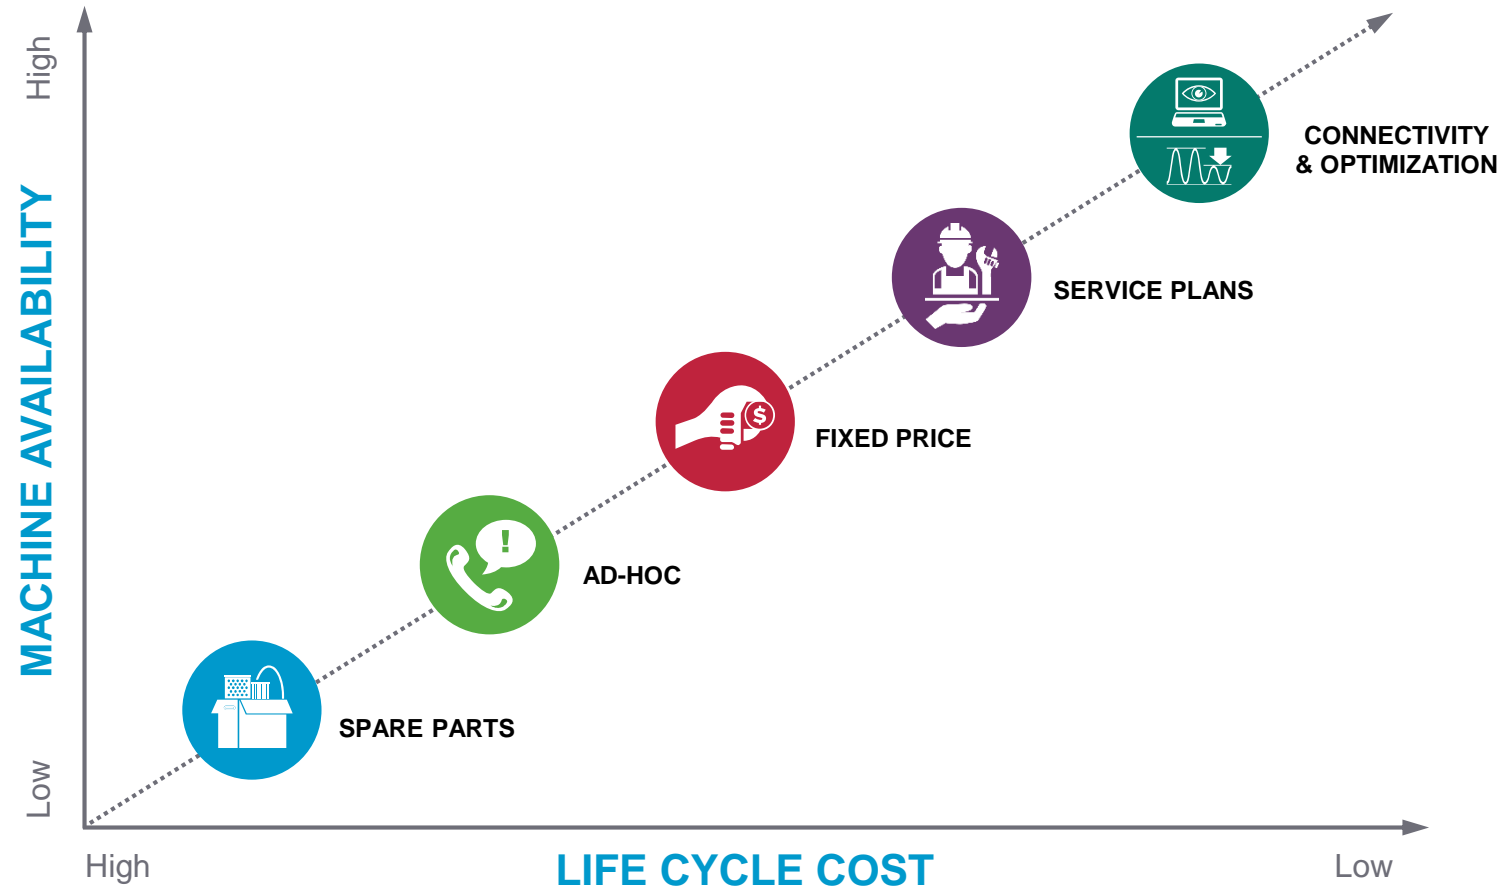 High
MACHINE AVAILABILITY
Low
CONNECTIVITY
& OPTIMIZATION
SERVICE PLANS
$
FIXED PRICE
!
AD-HOC
SPARE PARTS
High
LIFE CYCLE COST
Low